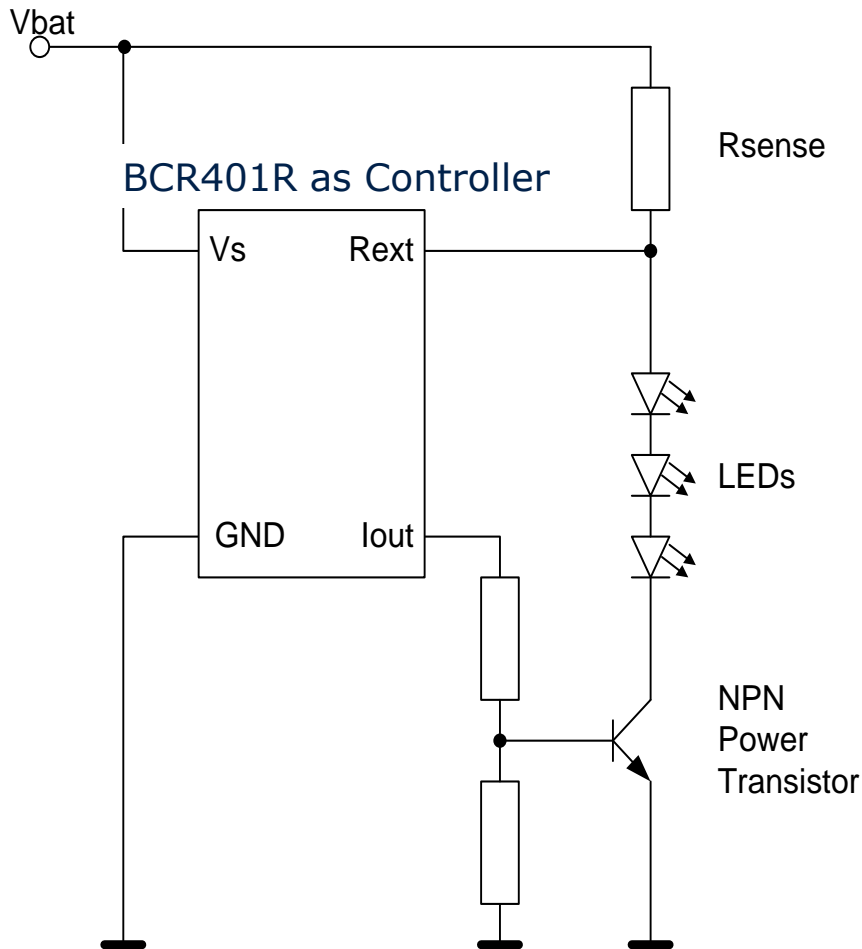 Vbat
Rsense
BCR401R as Controller
Vs
Rext
LEDs
GND
Iout
NPN
Power
Transistor